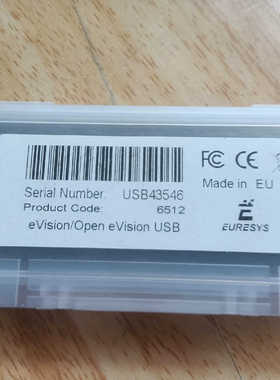 Serial Number: USB43546
Product Code: 6512
eVision/Open eVision USB
FC CE
Made in EU
EURESYS